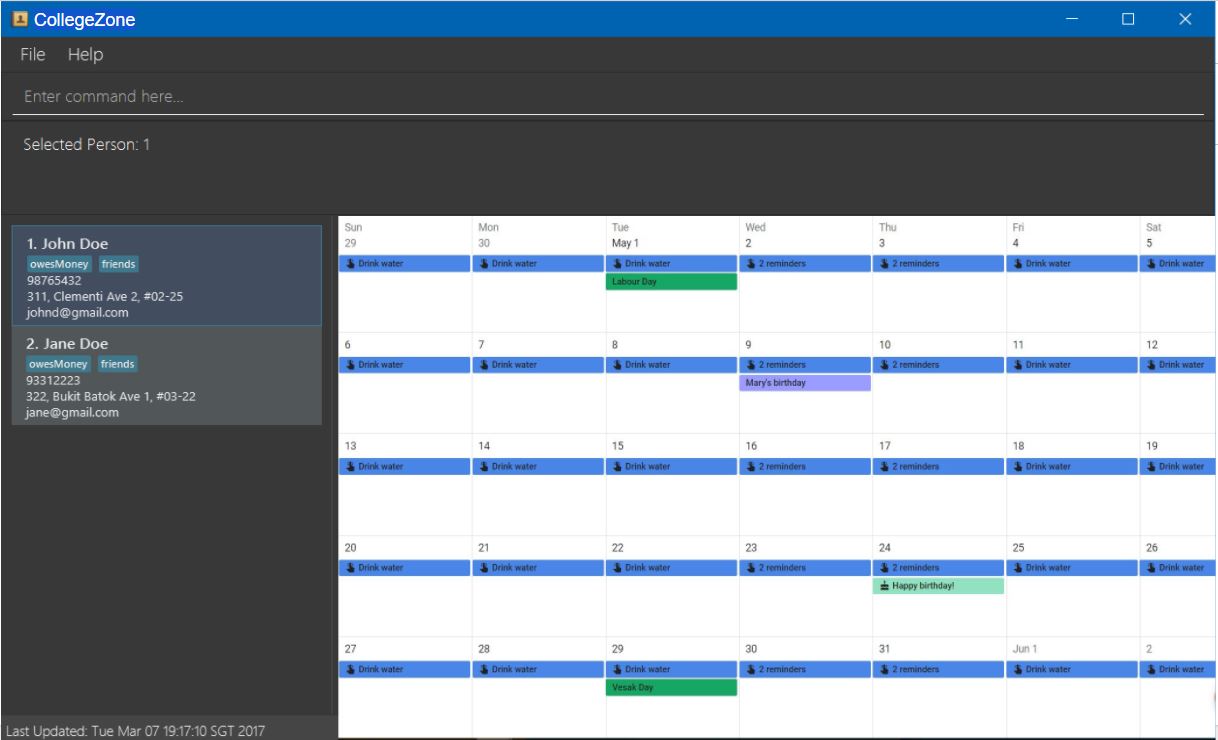 CollegeZone
File Help
Enter command here...
Selected Person: 1
1. John Doe
owesMoney friends
98765432
311, Clementi Ave 2, #02-25
johnd@gmail.com
2. Jane Doe
owesMoney friends
93312223
322, Bukit Batok Ave 1, #03-22
jane@gmail.com
Last Updated: Tue Mar 07 19:17:10 SGT 2017
Sun Mon Tue Wed Thu Fri Sat
29 30 May 1 2 3 4 5
Drink water Drink water Drink water 2 reminders 2 reminders Drink water Drink water
Labour Day
6 7 8 9 10 11 12
Drink water Drink water Drink water 2 reminders 2 reminders Drink water Drink water
Mary's birthday
13 14 15 16 17 18 19
Drink water Drink water Drink water 2 reminders 2 reminders Drink water Drink water
20 21 22 23 24 25 26
Drink water Drink water Drink water 2 reminders 2 reminders Drink water Drink water
Happy birthday!
27 28 29 30 31 Jun 1 2
Drink water Drink water Drink water 2 reminders 2 reminders Drink water Drink water
Vesak Day